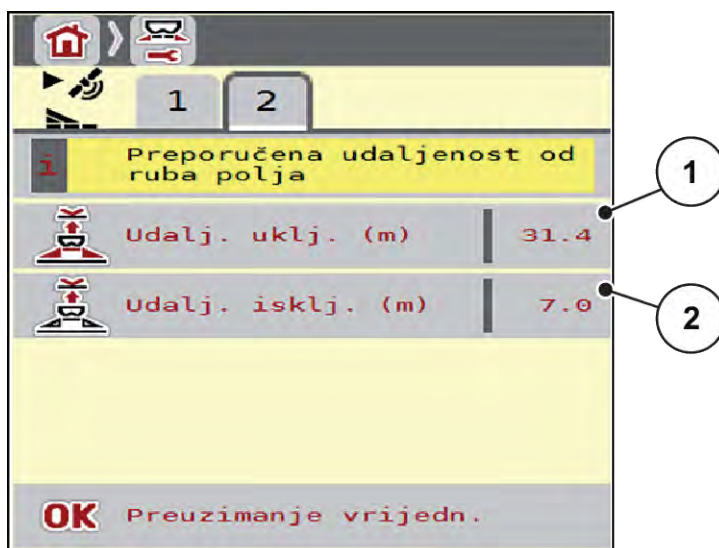 1 2
i Preporučena udaljenost od
ruba polja
Udalj. uklj. (m) 31.4
Udalj. isklj. (m) 7.0
OK Preuzimanje vrijedn.
1
2